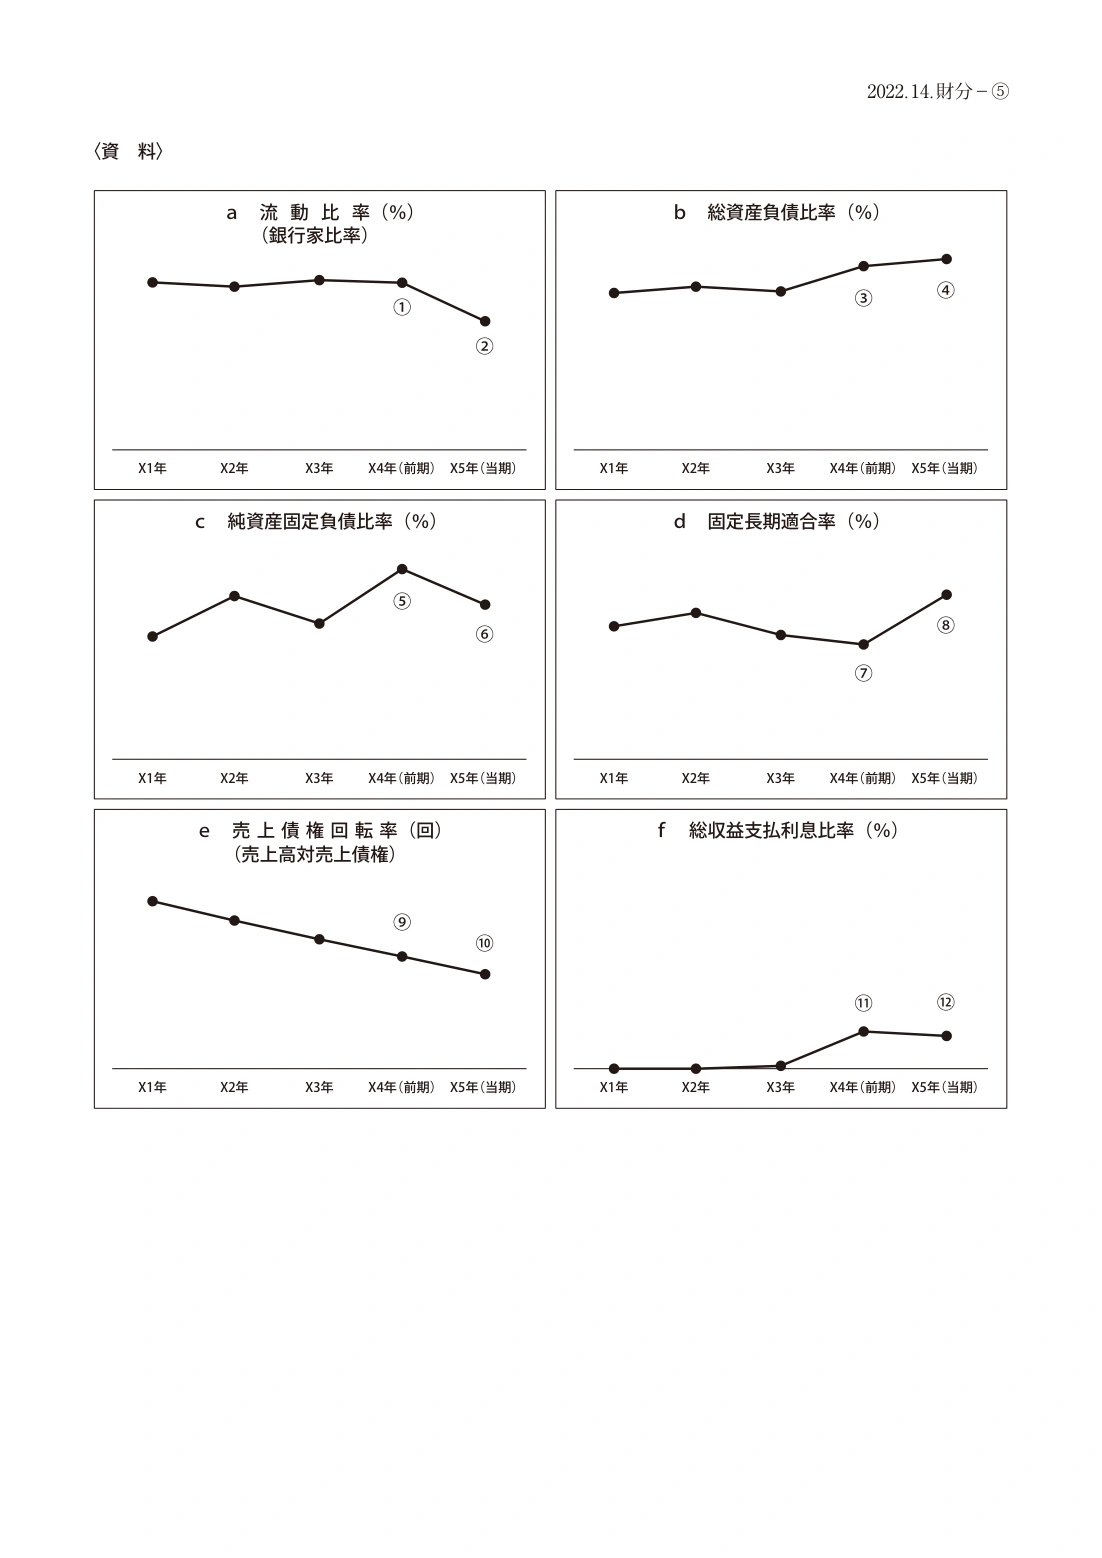 2022.14.財分－⑤
〈資　料〉
a　流動比率（％）
（銀行家比率）
①
②
X1年　X2年　X3年　X4年（前期）　X5年（当期）
b　総資産負債比率（％）
③
④
X1年　X2年　X3年　X4年（前期）　X5年（当期）
c　純資産固定負債比率（％）
⑤
⑥
X1年　X2年　X3年　X4年（前期）　X5年（当期）
d　固定長期適合率（％）
⑧
⑦
X1年　X2年　X3年　X4年（前期）　X5年（当期）
e　売上債権回転率（回）
（売上高対売上債権）
⑨
⑩
X1年　X2年　X3年　X4年（前期）　X5年（当期）
f　総収益支払利息比率（％）
⑪　⑫
X1年　X2年　X3年　X4年（前期）　X5年（当期）